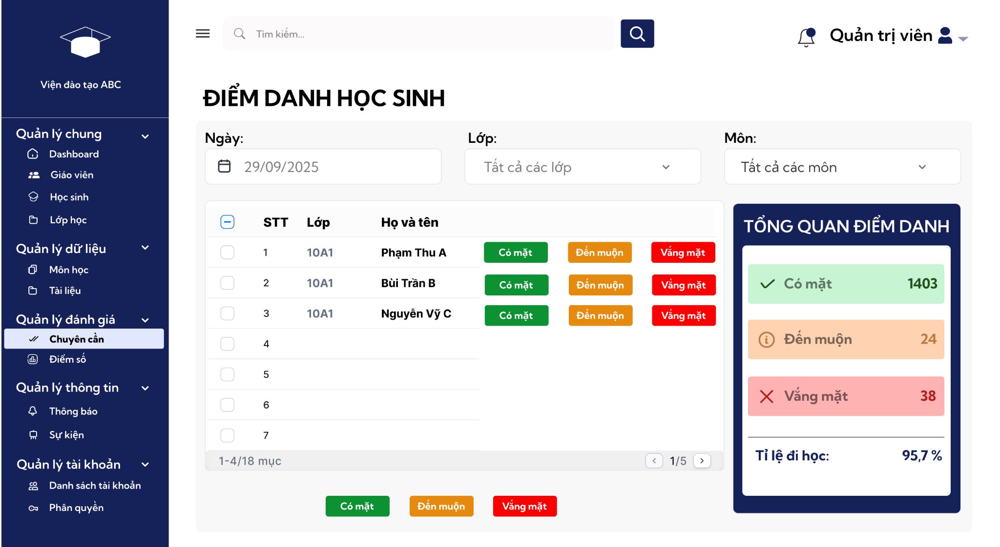 Viện đào tạo ABC
Quản lý chung
Dashboard
Giáo viên
Học sinh
Lớp học
Quản lý dữ liệu
Môn học
Tài liệu
Quản lý đánh giá
Chuyên cần
Điểm số
Quản lý thông tin
Thông báo
Sự kiện
Quản lý tài khoản
Danh sách tài khoản
Phân quyền
Tìm kiếm...
Quản trị viên
ĐIỂM DANH HỌC SINH
Ngày: Lớp: Môn:
29/09/2025 Tất cả các lớp Tất cả các môn
STT Lớp Họ và tên
1 10A1 Phạm Thu A Có mặt Đến muộn Vắng mặt
2 10A1 Bùi Trần B Có mặt Đến muộn Vắng mặt
3 10A1 Nguyễn Vỹ C Có mặt Đến muộn Vắng mặt
4
5
6
7
1-4/18 mục 1/5
Có mặt Đến muộn Vắng mặt
TỔNG QUAN ĐIỂM DANH
Có mặt 1403
Đến muộn 24
Vắng mặt 38
Tỉ lệ đi học: 95,7 %